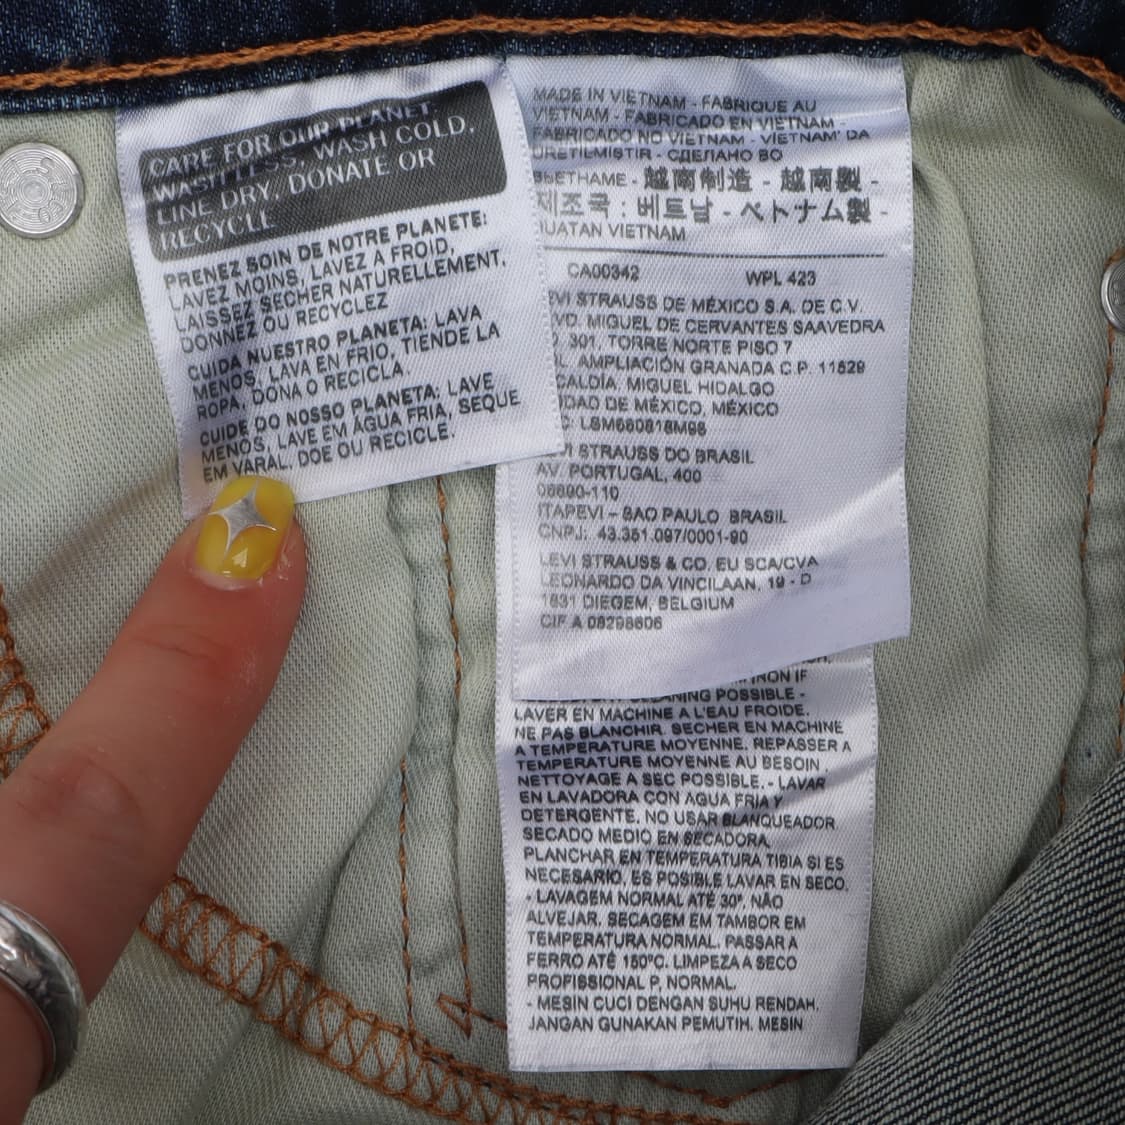 CARE FOR OUR PLANET:
WASH LESS, WASH COLD,
LINE DRY, DONATE OR
RECYCLE
PRENEZ SOIN DE NOTRE PLANETE:
LAVEZ MOINS, LAVEZ A FROID,
LAISSEZ SECHER NATURELLEMENT,
DONNEZ OU RECYCLEZ
CUIDA NUESTRO PLANETA: LAVA
MENOS, LAVA EN FRIO, TIENDE LA
ROPA, DONA O RECICLA.
CUIDE DO NOSSO PLANETA: LAVE
MENOS, LAVE EM ÁGUA FRIA, SEQUE
EM VARAL, DOE OU RECICLE.
MADE IN VIETNAM - FABRIQUE AU
VIETNAM - FABRICADO EN VIETNAM -
FABRICADO NO VIETNAM - VIETNAM' DA
URETILMIŞTIR - СДЕЛАНО ВО
ВЬЕТНАМЕ - 越南制造 - 越南製 -
제조국 : 베트남 - ベトナム製 -
BUATAN VIETNAM
CA00342 WPL 423
LEVI STRAUSS DE MÉXICO S.A. DE C.V.
VD. MIGUEL DE CERVANTES SAAVEDRA
301, TORRE NORTE PISO 7
L. AMPLIACIÓN GRANADA C.P. 11529
CALDÍA. MIGUEL HIDALGO
DAD DE MÉXICO, MÉXICO
C: LSM660818M98
LEVI STRAUSS DO BRASIL
AV. PORTUGAL, 400
06690-110
ITAPEVI - SAO PAULO BRASIL
CNPJ: 43.351.097/0001-90
LEVI STRAUSS & CO. EU SCA/CVA
LEONARDO DA VINCILAAN, 19 - D
1831 DIEGEM, BELGIUM
CIF A 08298606
IRON IF
CLEANING POSSIBLE -
LAVER EN MACHINE A L'EAU FROIDE.
NE PAS BLANCHIR. SECHER EN MACHINE
A TEMPERATURE MOYENNE. REPASSER A
TEMPERATURE MOYENNE AU BESOIN
NETTOYAGE A SEC POSSIBLE. - LAVAR
EN LAVADORA CON AGUA FRIA Y
DETERGENTE. NO USAR BLANQUEADOR
SECADO MEDIO EN SECADORA,
PLANCHAR EN TEMPERATURA TIBIA SI ES
NECESARIO, ES POSIBLE LAVAR EN SECO.
- LAVAGEM NORMAL ATÉ 30°, NÃO
ALVEJAR, SECAGEM EM TAMBOR EM
TEMPERATURA NORMAL. PASSAR A
FERRO ATÉ 150°C. LIMPEZA A SECO
PROFISSIONAL P, NORMAL.
- MESIN CUCI DENGAN SUHU RENDAH.
JANGAN GUNAKAN PEMUTIH. MESIN